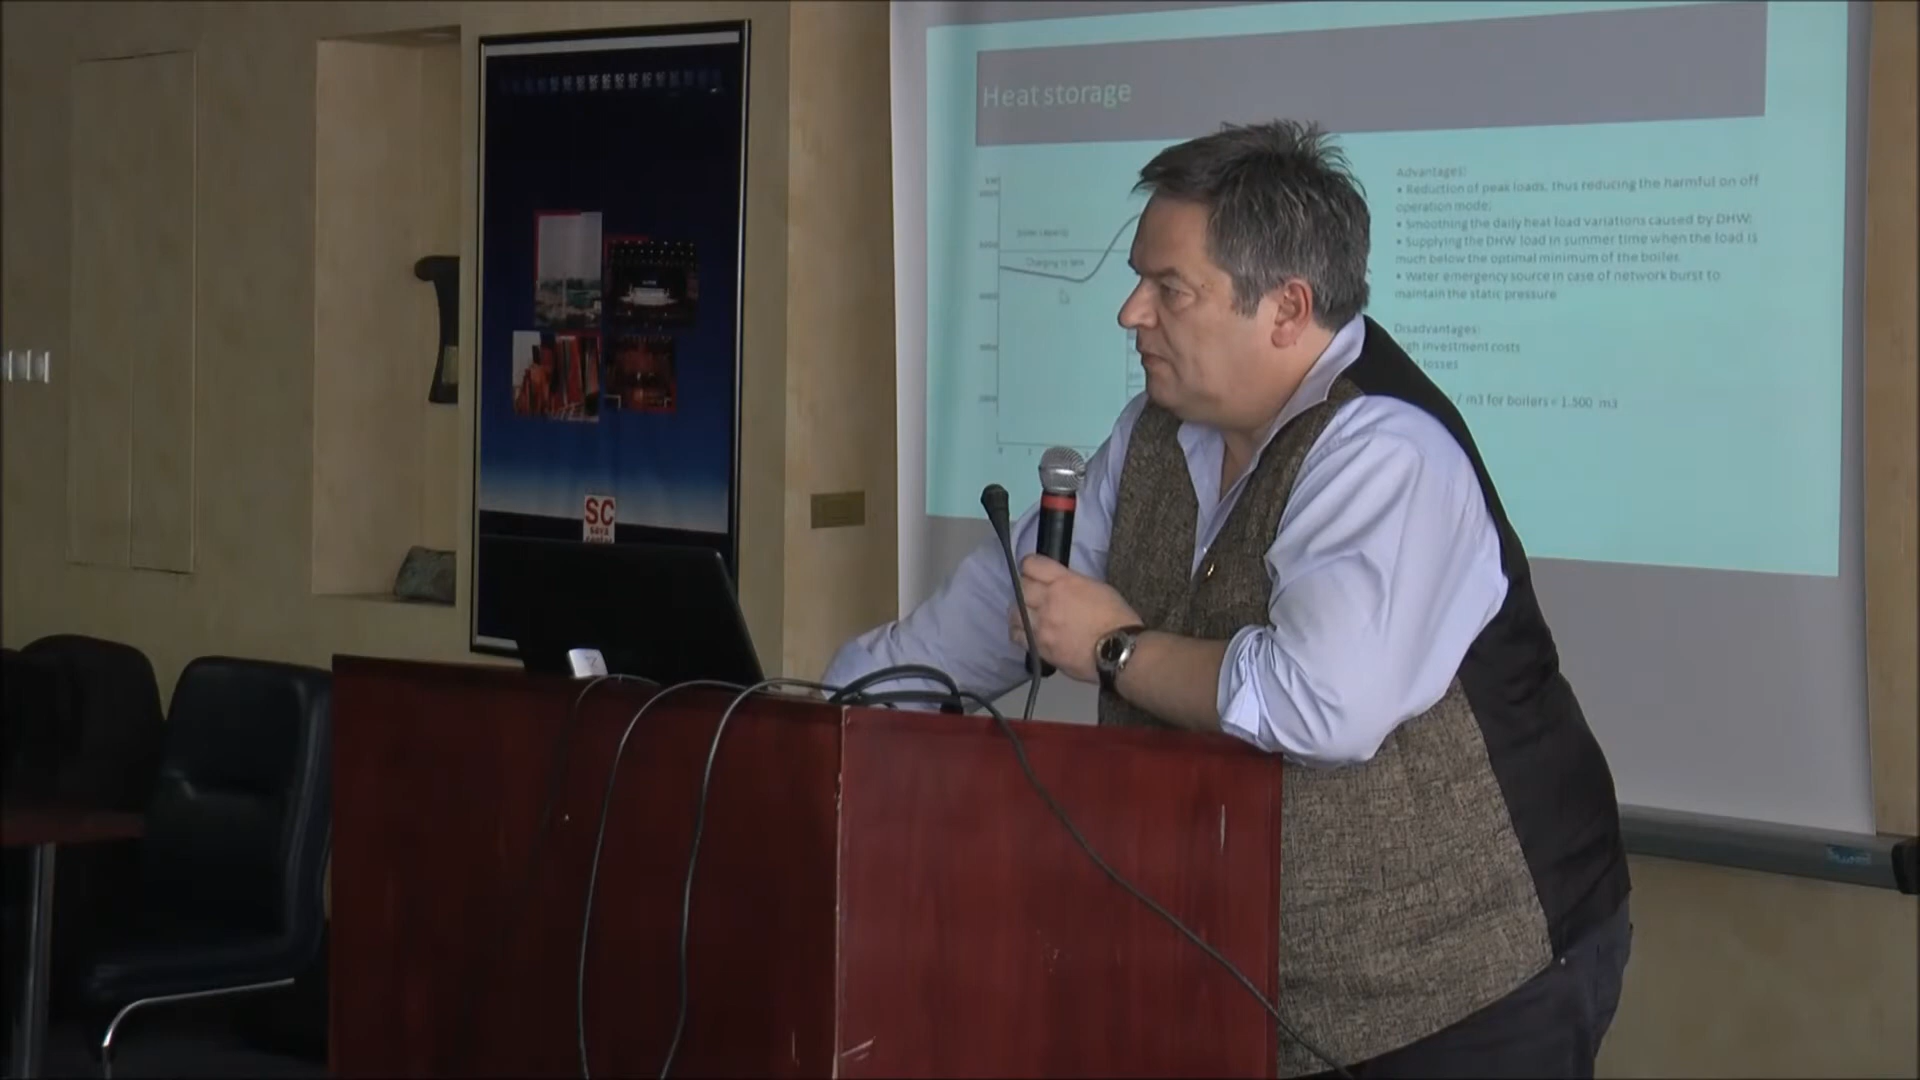 Heat storage
Advantages:
• Reduction of peak loads, thus reducing the harmful on off
operation mode;
• Smoothing the daily heat load variations caused by DHW;
• Supplying the DHW load in summer time when the load is
much below the optimal minimum of the boiler.
• Water emergency source in case of network burst to
maintain the static pressure
Disadvantages:
investment costs
losses
/ m3 for boilers < 1.500 m3
Charging to tank
SC
sava